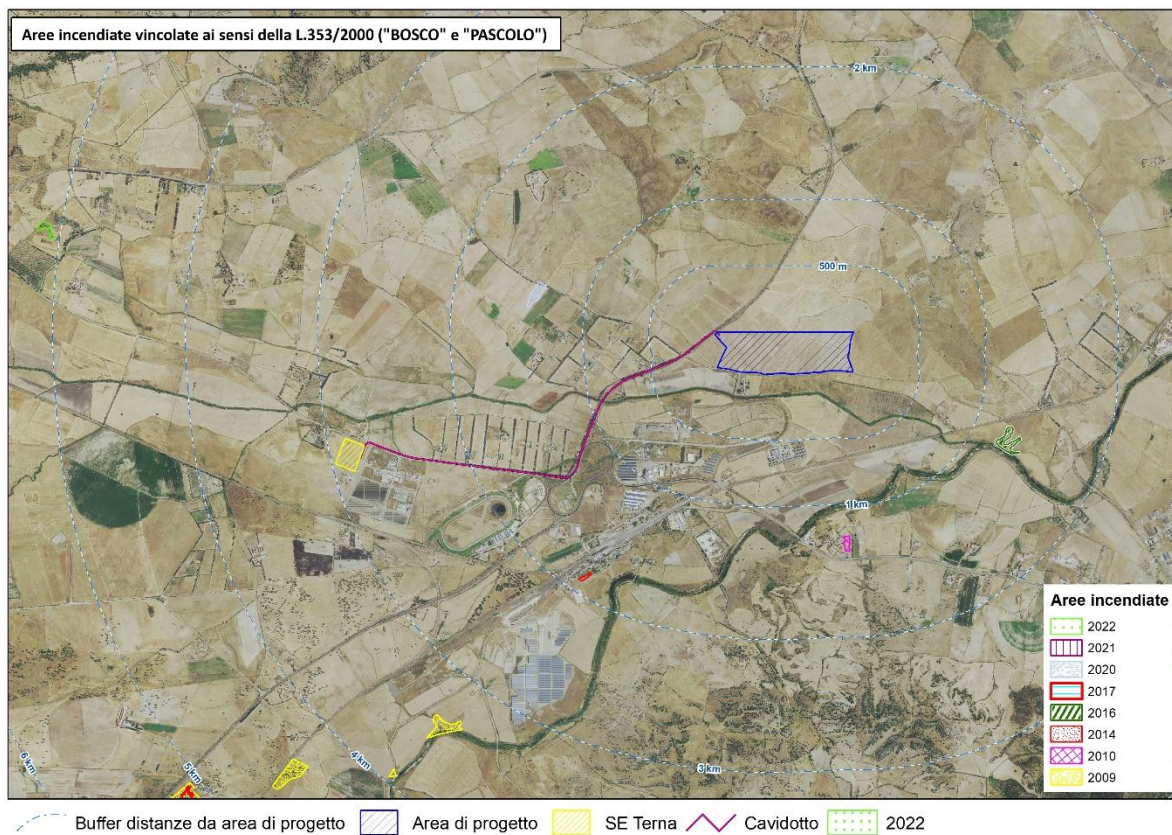 Aree incendiate vincolate ai sensi della L.353/2000 ("BOSCO" e "PASCOLO")
2 km
500 m
1 km
3 km
4 km
5 km
6 km
Aree incendiate
2022
2021
2020
2017
2016
2014
2010
2009
Buffer distanze da area di progetto
Area di progetto
SE Terna
Cavidotto
2022